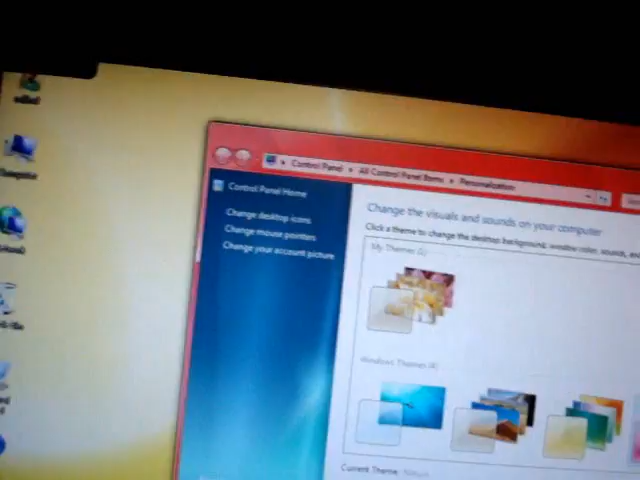 Control Panel ▸ All Control Panel Items ▸ Personalization
Control Panel Home
Change desktop icons
Change mouse pointers
Change your account picture
Change the visuals and sounds on your computer
Click a theme to change the desktop background, window color, sounds, and
My Themes (1)
Windows Themes (4)
Current Theme